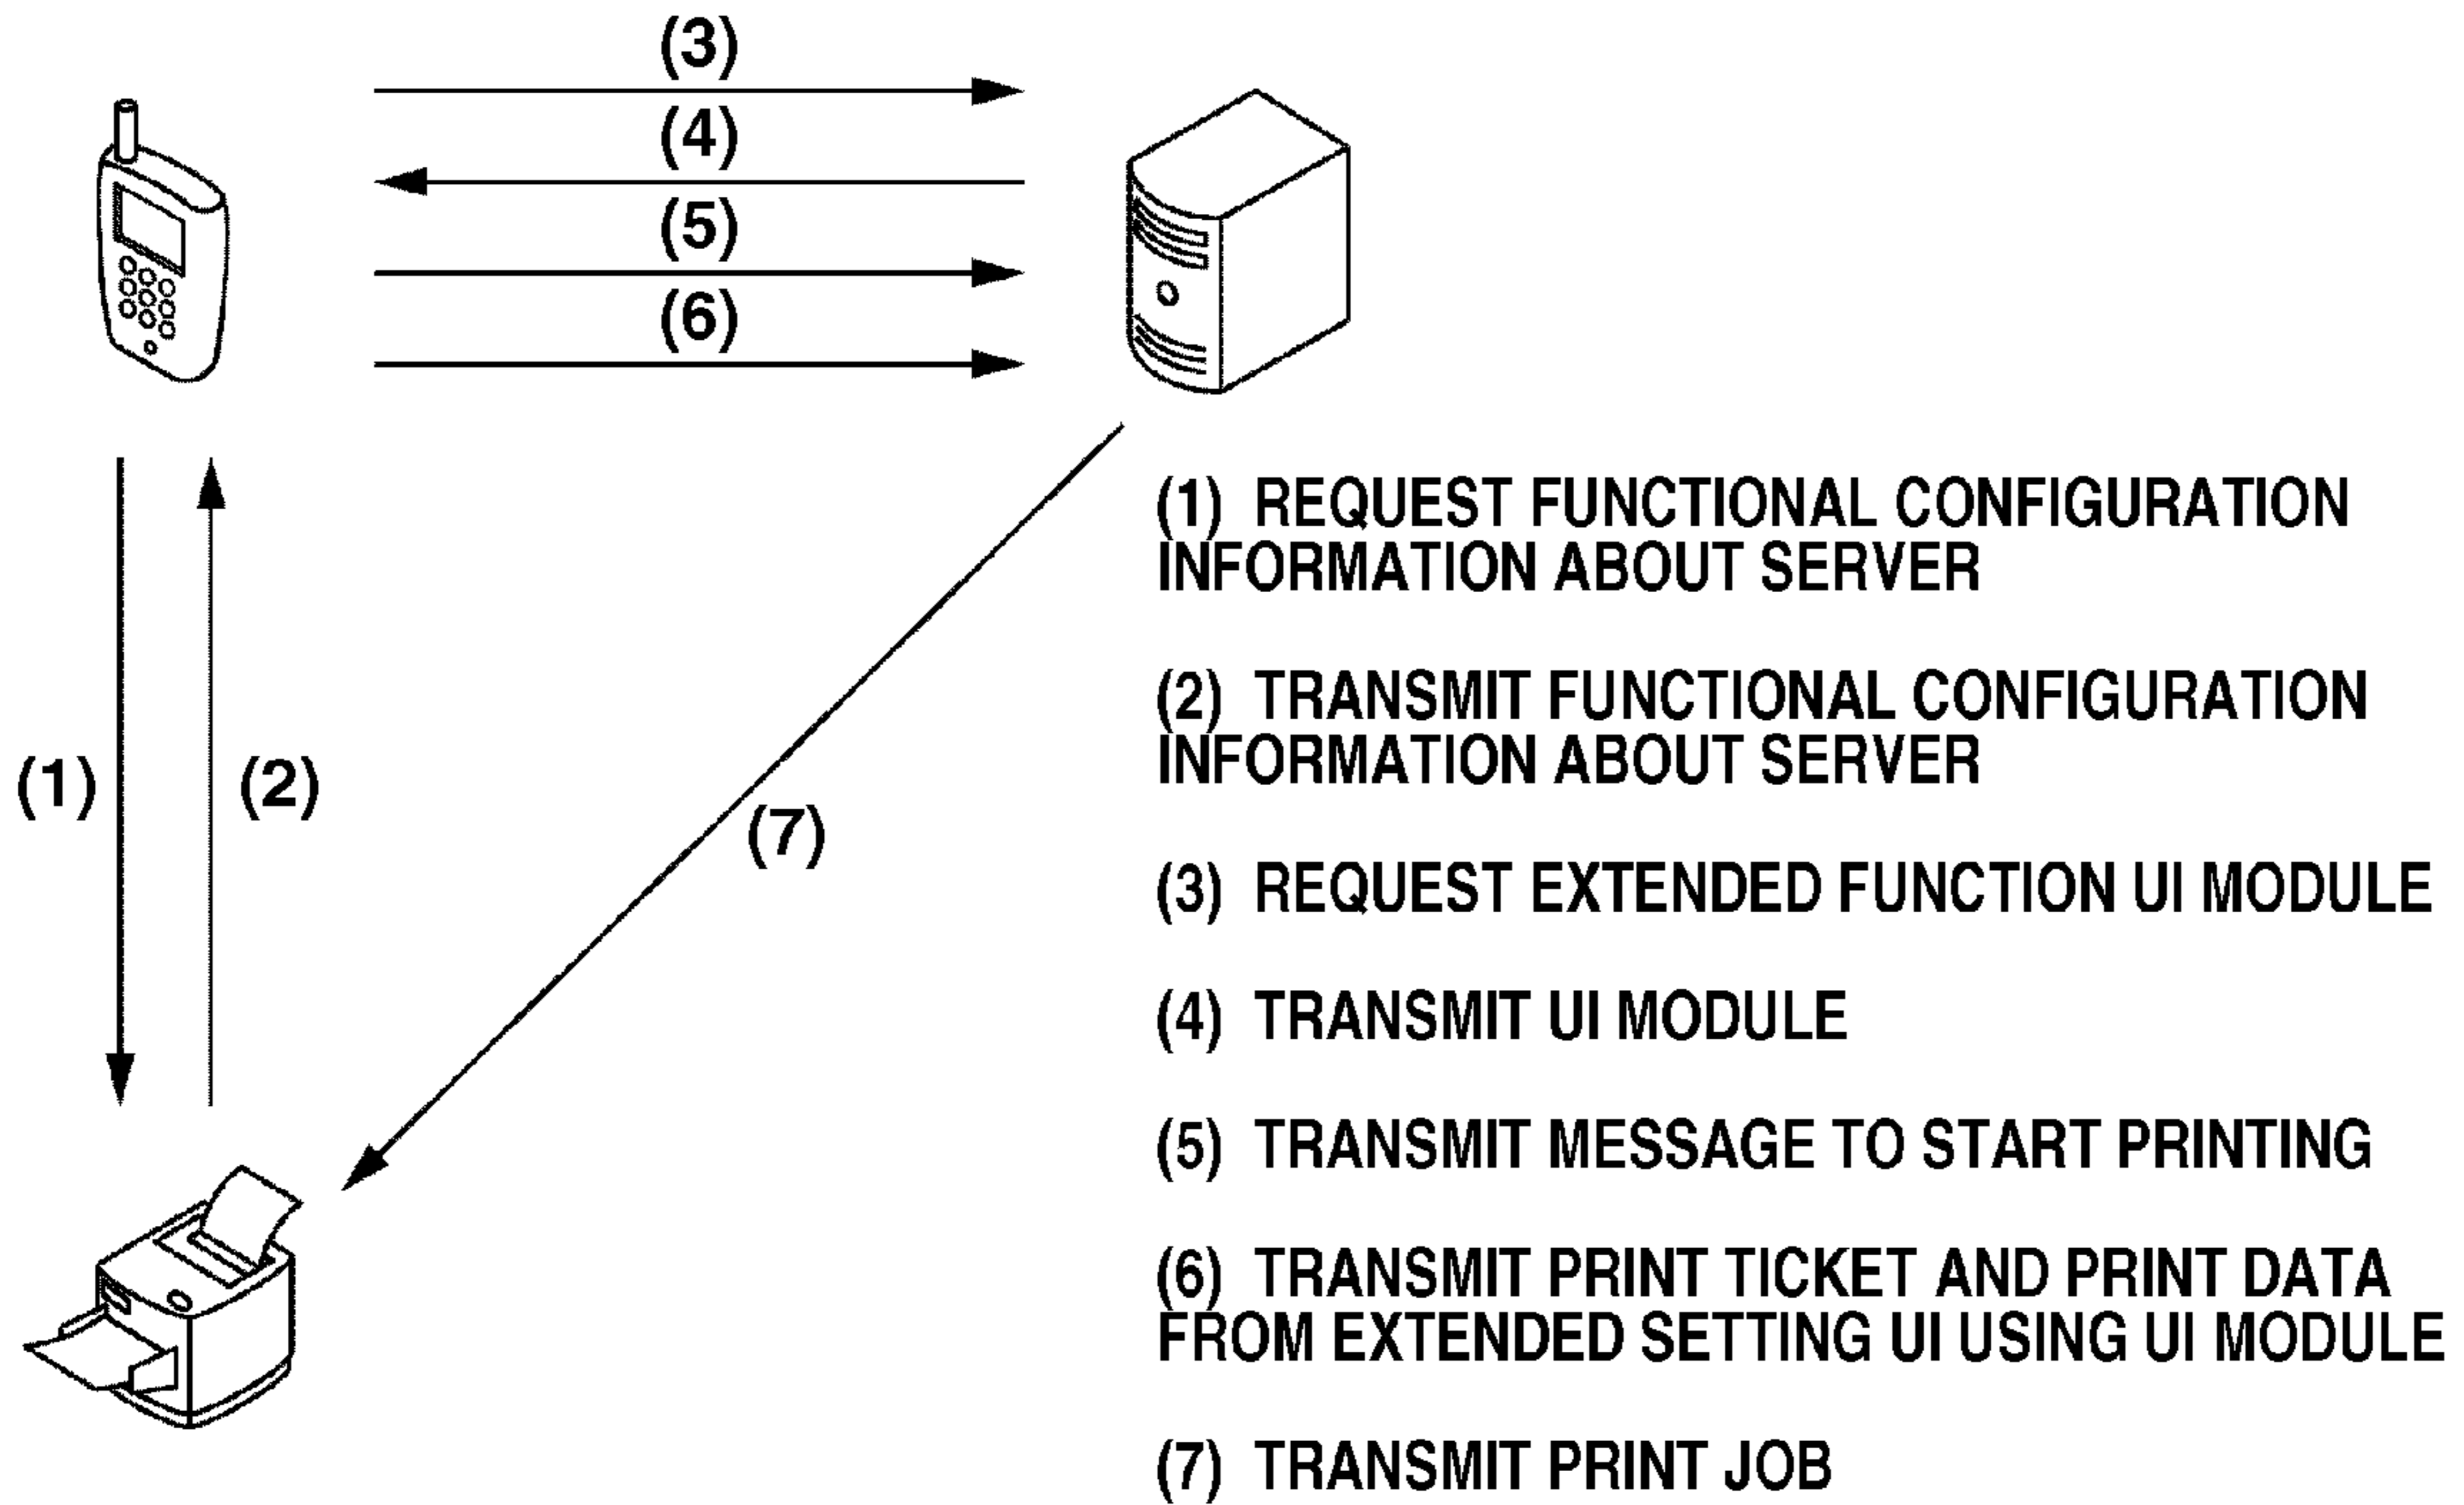 (3)
(4)
(5)
(6)
(1)
(2)
(7)
(1) REQUEST FUNCTIONAL CONFIGURATION
INFORMATION ABOUT SERVER
(2) TRANSMIT FUNCTIONAL CONFIGURATION
INFORMATION ABOUT SERVER
(3) REQUEST EXTENDED FUNCTION UI MODULE
(4) TRANSMIT UI MODULE
(5) TRANSMIT MESSAGE TO START PRINTING
(6) TRANSMIT PRINT TICKET AND PRINT DATA
FROM EXTENDED SETTING UI USING UI MODULE
(7) TRANSMIT PRINT JOB